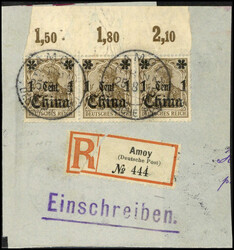 1,50 1,80 2,10
1 Cent 1 1 Cent 1 1 Cent 1
China China China
DEUTSCHES REICH DEUTSCHES REICH DEUTSCHES REICH
R
Amoy
(Deutsche Post)
№ 444
Einschreiben.